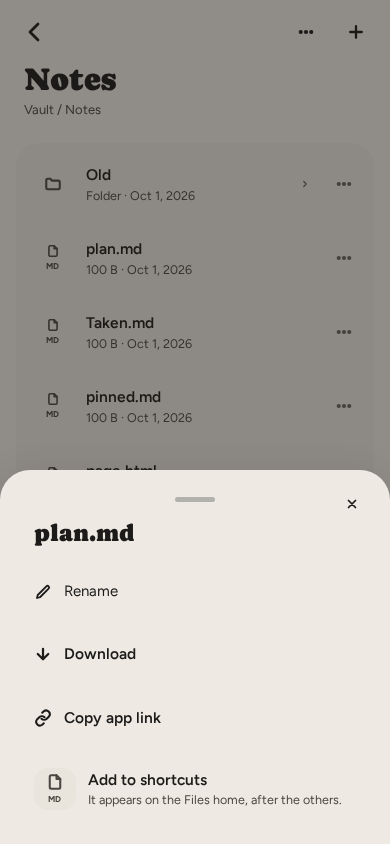 Notes
Vault / Notes
Old
Folder · Oct 1, 2026
plan.md
MD
100 B · Oct 1, 2026
Taken.md
MD
100 B · Oct 1, 2026
pinned.md
MD
100 B · Oct 1, 2026
page.html
plan.md
Rename
Download
Copy app link
Add to shortcuts
MD
It appears on the Files home, after the others.